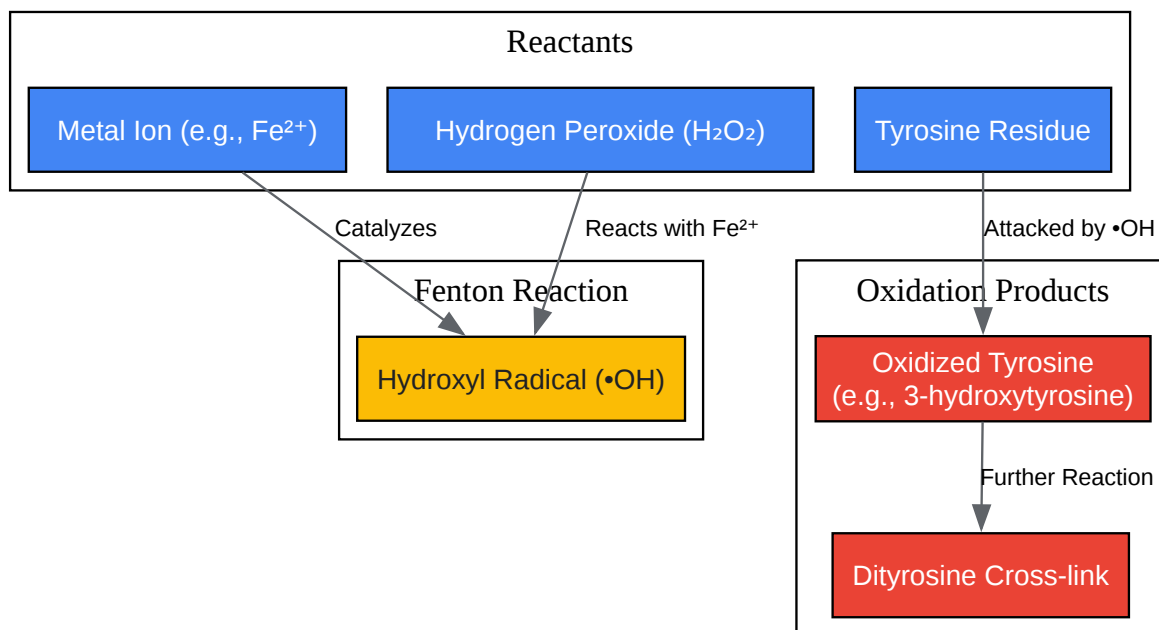 Reactants
Metal Ion (e.g., Fe²⁺)
Hydrogen Peroxide (H₂O₂)
Tyrosine Residue
Catalyzes
Reacts with Fe²⁺
Attacked by •OH
Fenton Reaction
Oxidation Products
Hydroxyl Radical (•OH)
Oxidized Tyrosine
(e.g., 3-hydroxytyrosine)
Further Reaction
Dityrosine Cross-link